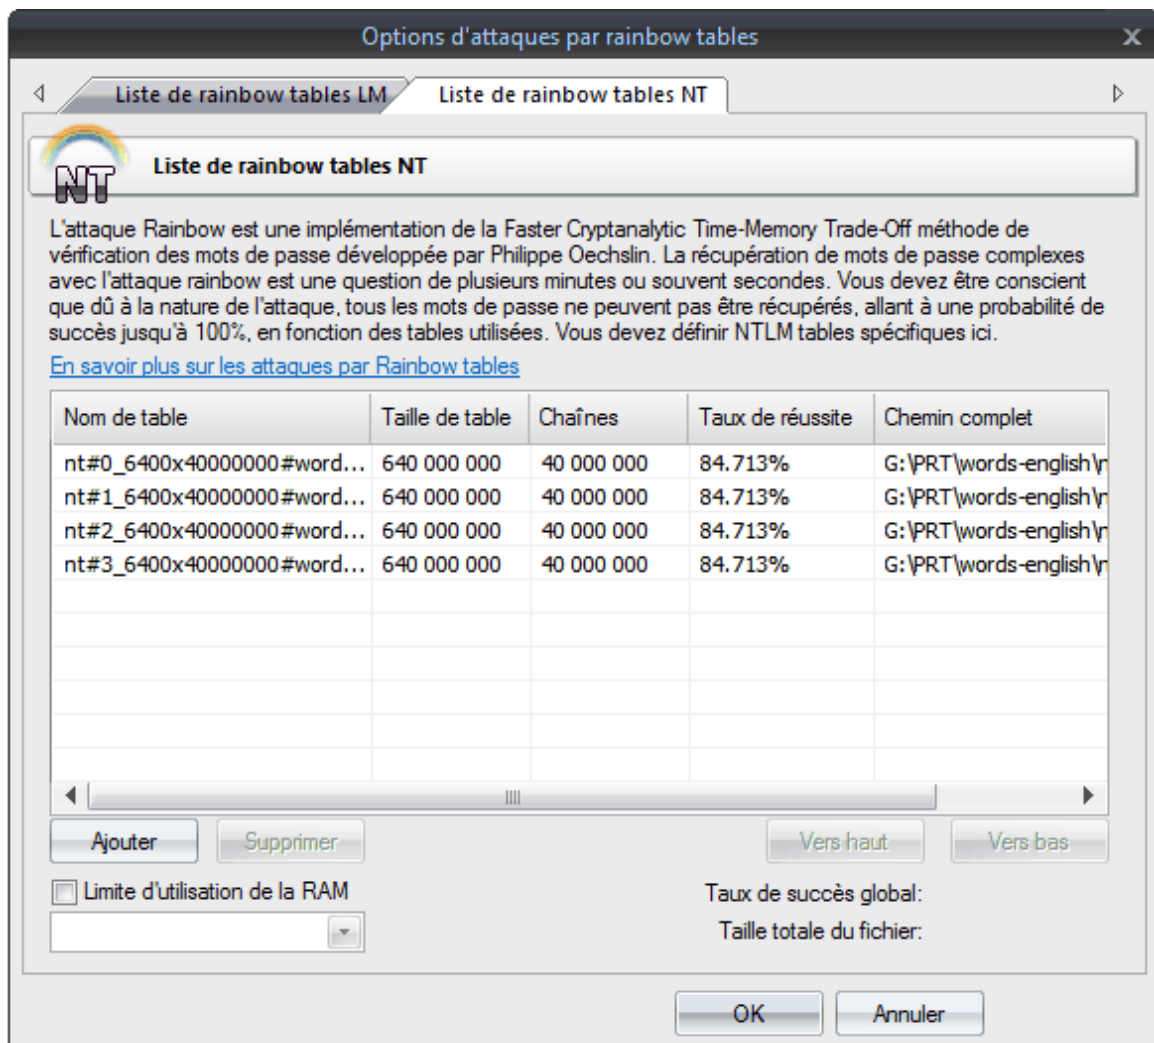 Options d'attaques par rainbow tables
Liste de rainbow tables LM
Liste de rainbow tables NT
NT
Liste de rainbow tables NT
L'attaque Rainbow est une implémentation de la Faster Cryptanalytic Time-Memory Trade-Off méthode de
vérification des mots de passe développée par Philippe Oechslin. La récupération de mots de passe complexes
avec l'attaque rainbow est une question de plusieurs minutes ou souvent secondes. Vous devez être conscient
que dû à la nature de l'attaque, tous les mots de passe ne peuvent pas être récupérés, allant à une probabilité de
succès jusqu'à 100%, en fonction des tables utilisées. Vous devez définir NTLM tables spécifiques ici.
En savoir plus sur les attaques par Rainbow tables
Nom de table Taille de table Chaînes Taux de réussite Chemin complet
nt#0_6400x40000000#word... 640 000 000 40 000 000 84.713% G:\PRT\words-english\n
nt#1_6400x40000000#word... 640 000 000 40 000 000 84.713% G:\PRT\words-english\n
nt#2_6400x40000000#word... 640 000 000 40 000 000 84.713% G:\PRT\words-english\n
nt#3_6400x40000000#word... 640 000 000 40 000 000 84.713% G:\PRT\words-english\n
Ajouter Supprimer Vers haut Vers bas
Limite d'utilisation de la RAM
Taux de succès global:
Taille totale du fichier:
OK Annuler